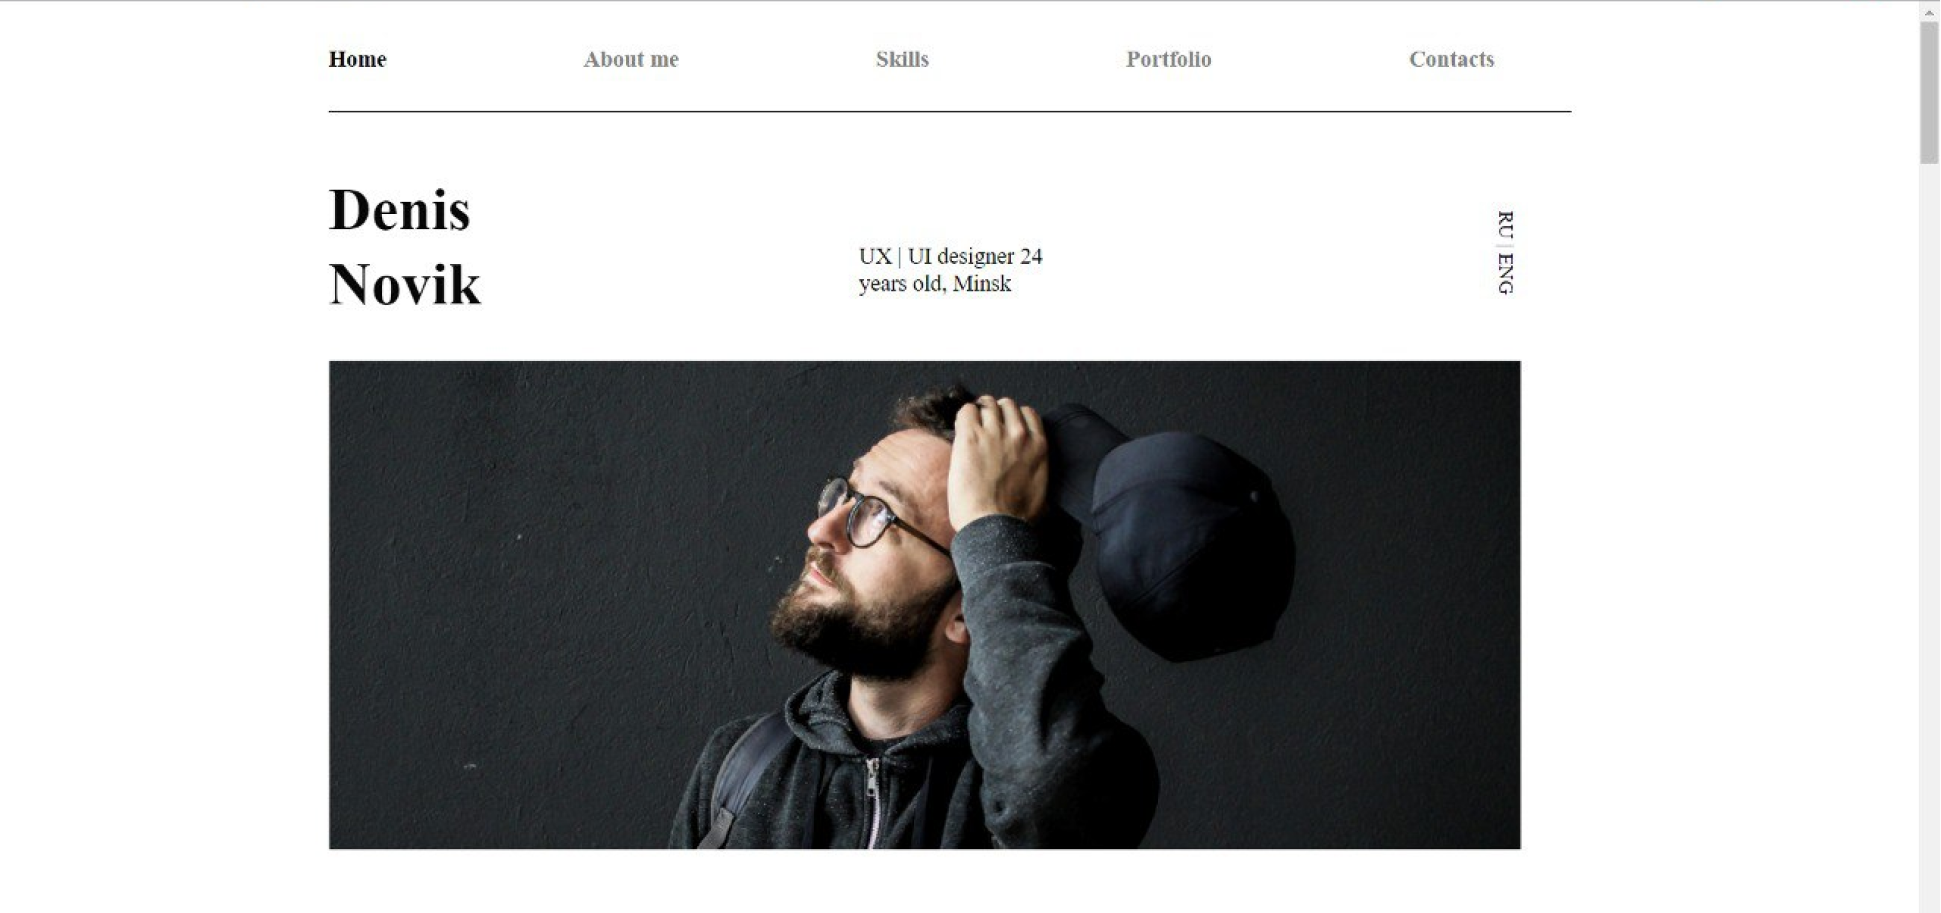 Home About me Skills Portfolio Contacts
Denis
Novik
UX | UI designer 24
years old, Minsk
RU | ENG